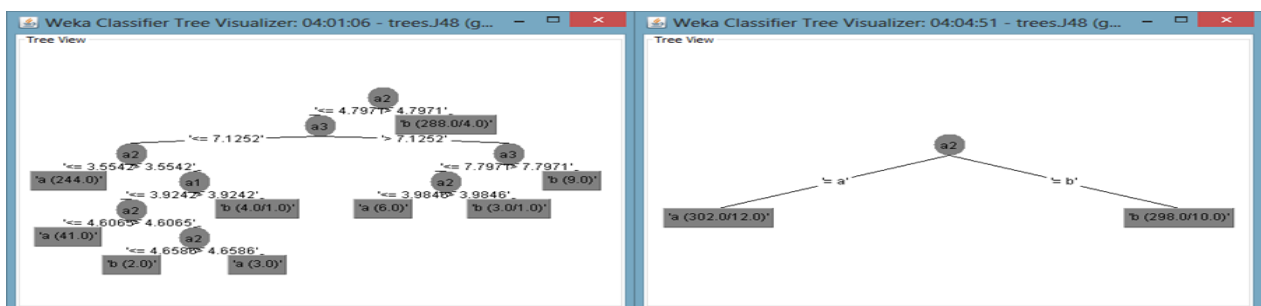 Weka Classifier Tree Visualizer: 04:01:06 - trees.J48 (g...
Tree View
a2
'<= 4.7971' '> 4.7971'
a3
'b (288.0/4.0)'
'<= 7.1252' '> 7.1252'
a2 a3
'<= 3.5542' '> 3.5542' '<= 7.7971' '> 7.7971'
'a (244.0)' a1 a2 'b (9.0)'
'<= 3.9242' '> 3.9242' '<= 3.9846' '> 3.9846'
a2 'b (4.0/1.0)' 'a (6.0)' 'b (3.0/1.0)'
'<= 4.6065' '> 4.6065'
'a (41.0)' a2
'<= 4.6586' '> 4.6586'
'b (2.0)' 'a (3.0)'
Weka Classifier Tree Visualizer: 04:04:51 - trees.J48 (g...
Tree View
a2
'= a' '= b'
'a (302.0/12.0)' 'b (298.0/10.0)'